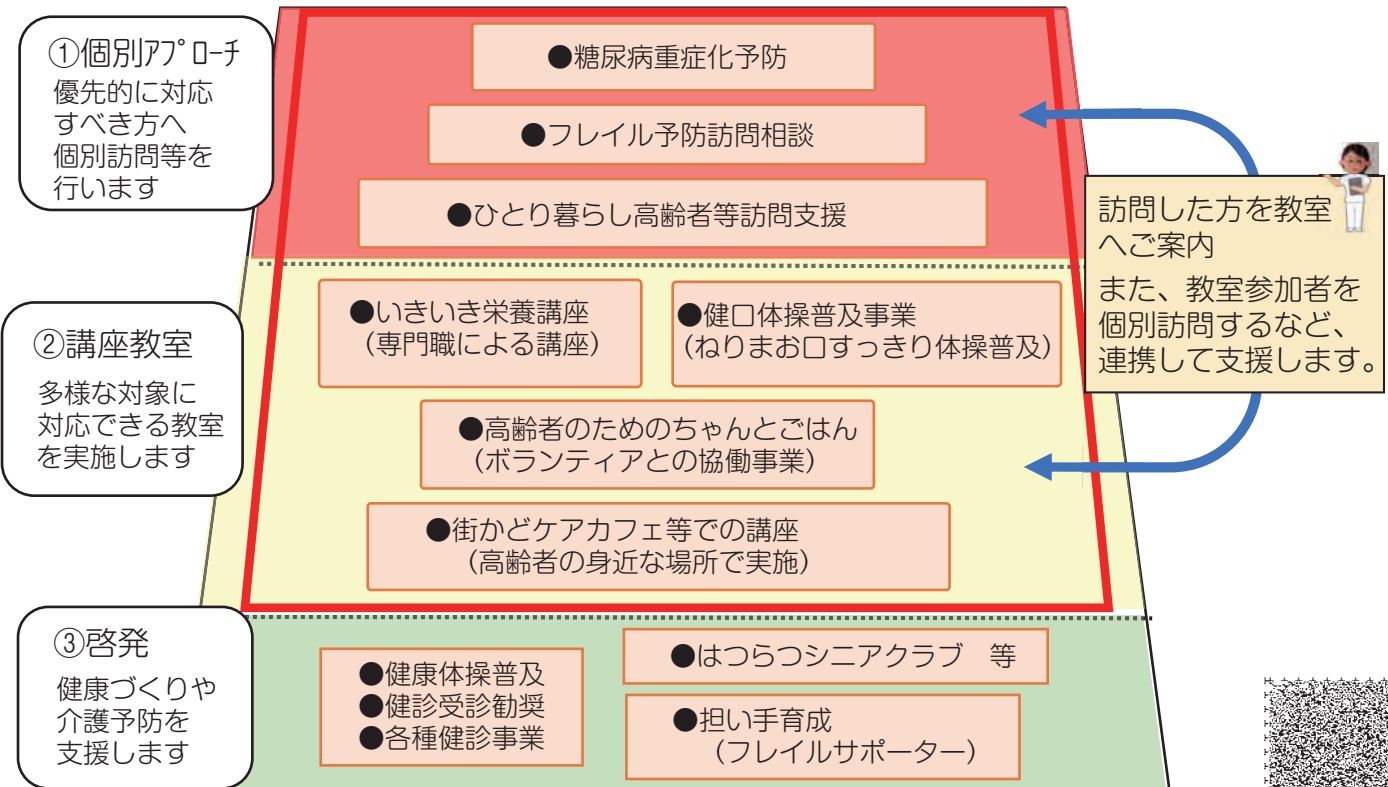 ①個別ｱﾌﾟﾛｰﾁ
優先的に対応
すべき方へ
個別訪問等を
行います
●糖尿病重症化予防
●フレイル予防訪問相談
●ひとり暮らし高齢者等訪問支援
訪問した方を教室
へご案内
また、教室参加者を
個別訪問するなど、
連携して支援します。
②講座教室
多様な対象に
対応できる教室
を実施します
●いきいき栄養講座
（専門職による講座）
●健口体操普及事業
（ねりまお口すっきり体操普及）
●高齢者のためのちゃんとごはん
（ボランティアとの協働事業）
●街かどケアカフェ等での講座
（高齢者の身近な場所で実施）
③啓発
健康づくりや
介護予防を
支援します
●健康体操普及
●健診受診勧奨
●各種健診事業
●はつらつシニアクラブ　等
●担い手育成
（フレイルサポーター）